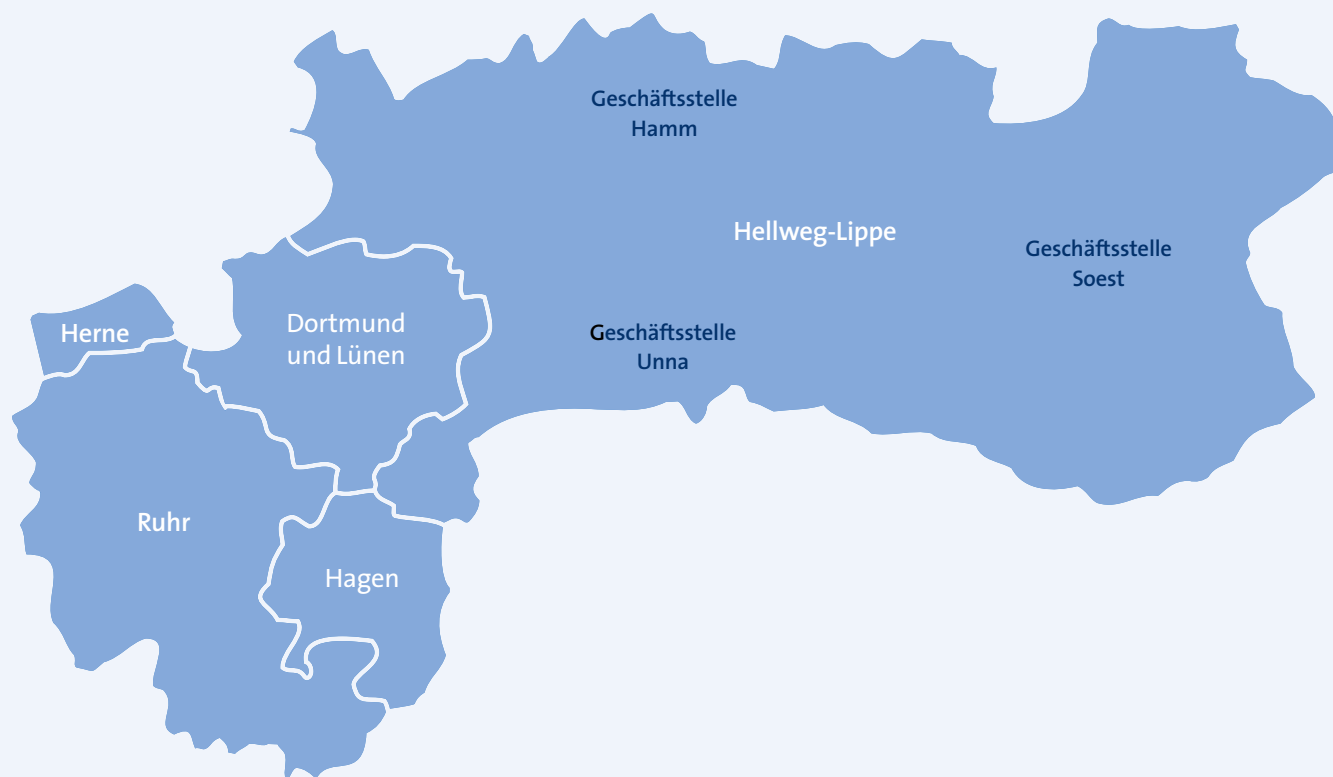 Geschäftsstelle
Hamm
Hellweg-Lippe
Geschäftsstelle
Soest
Herne
Dortmund
und Lünen
Geschäftsstelle
Unna
Ruhr
Hagen